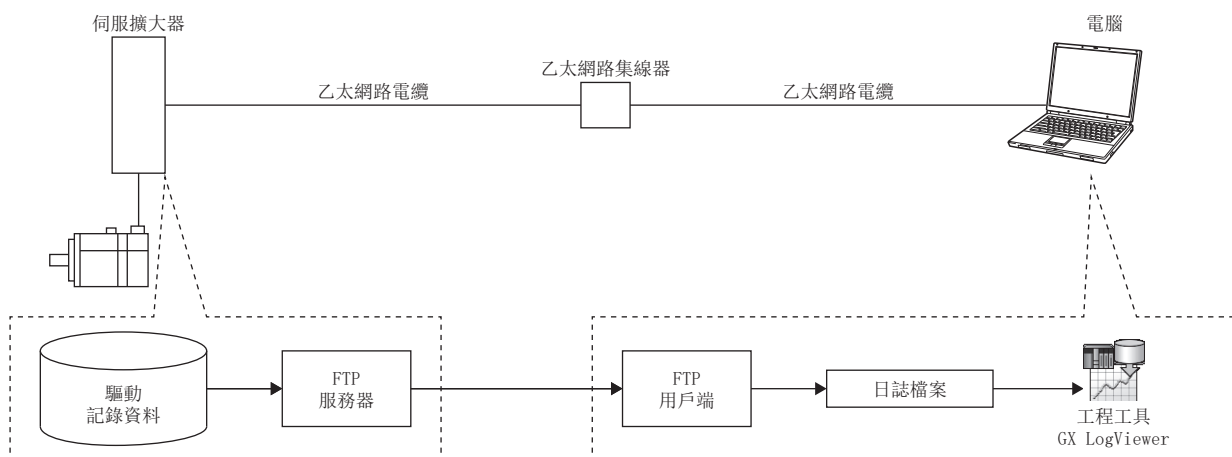 伺服擴大器
電腦
乙太網路集線器
乙太網路電纜
乙太網路電纜
驅動
記錄資料
FTP
服務器
FTP
用戶端
日誌檔案
工程工具
GX LogViewer